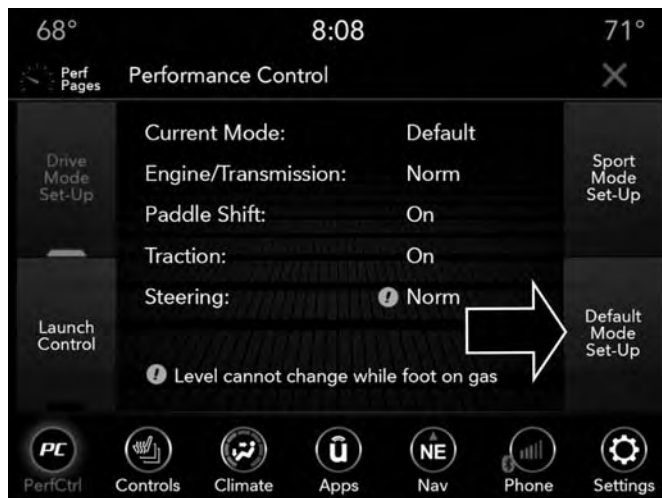 68° 8:08 71°
Perf
Pages
Performance Control
Drive
Mode
Set-Up
Launch
Control
Current Mode: Default
Engine/Transmission: Norm
Paddle Shift: On
Traction: On
Steering: ! Norm
! Level cannot change while foot on gas
Sport
Mode
Set-Up
Default
Mode
Set-Up
PC
NE
û
PerfCtrl Controls Climate Apps Nav Phone Settings